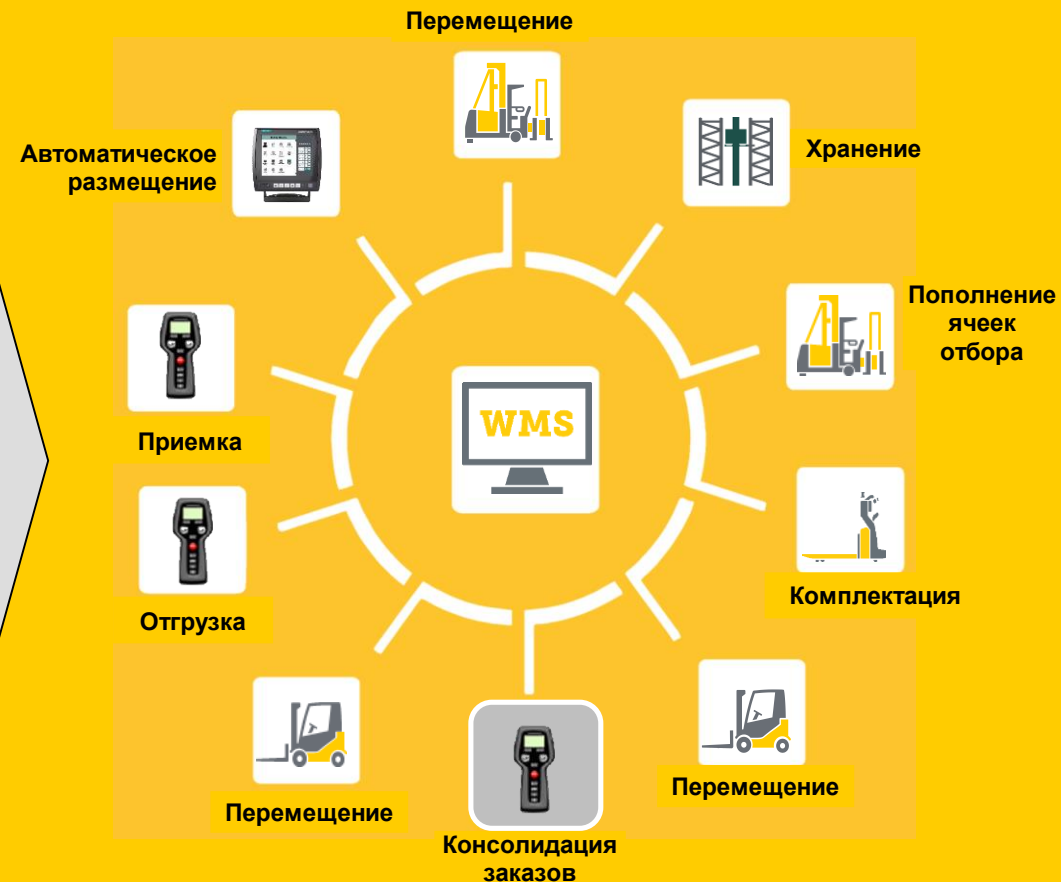 Перемещение
Автоматическое
размещение
Хранение
Пополнение
ячеек
отбора
WMS
Приемка
Комплектация
Отгрузка
Перемещение
Перемещение
Консолидация
заказов